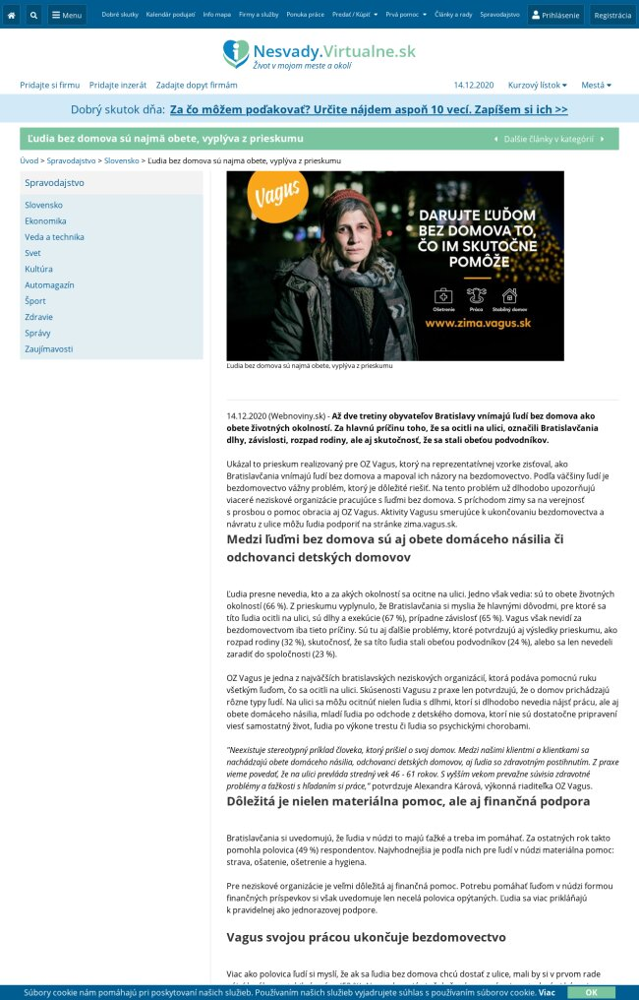 Menu
Dobré skutky
Kalendár podujatí
Info mapa
Firmy a služby
Ponuka práce
Predať / Kúpiť
Prvá pomoc
Články a rady
Spravodajstvo
Prihlásenie
Registrácia
Nesvady.Virtualne.sk
Život v mojom meste a okolí
Pridajte si firmu
Pridajte inzerát
Zadajte dopyt firmám
14.12.2020
Kurzový lístok
Mestá
Dobrý skutok dňa: Za čo môžem poďakovať? Určite nájdem aspoň 10 vecí. Zapíšem si ich >>
Ľudia bez domova sú najmä obete, vyplýva z prieskumu
Ďalšie články v kategórií
Úvod > Spravodajstvo > Slovensko > Ľudia bez domova sú najmä obete, vyplýva z prieskumu
Spravodajstvo
Slovensko
Ekonomika
Veda a technika
Svet
Kultúra
Automagazín
Šport
Zdravie
Správy
Zaujímavosti
Vagus
DARUJTE ĽUĎOM
BEZ DOMOVA TO,
ČO IM SKUTOČNE
POMÔŽE
Ošetrenie
Práca
Stabilný domov
www.zima.vagus.sk
Ľudia bez domova sú najmä obete, vyplýva z prieskumu
14.12.2020 (Webnoviny.sk) - Až dve tretiny obyvateľov Bratislavy vnímajú ľudí bez domova ako
obete životných okolností. Za hlavnú príčinu toho, že sa ocitli na ulici, označili Bratislavčania
dlhy, závislosti, rozpad rodiny, ale aj skutočnosť, že sa stali obeťou podvodníkov.
Ukázal to prieskum realizovaný pre OZ Vagus, ktorý na reprezentatívnej vzorke zisťoval, ako
Bratislavčania vnímajú ľudí bez domova a mapoval ich názory na bezdomovectvo. Podľa väčšiny ľudí je
bezdomovectvo vážny problém, ktorý je dôležité riešiť. Na tento problém už dlhodobo upozorňujú
viaceré neziskové organizácie pracujúce s ľuďmi bez domova. S príchodom zimy sa na verejnosť
s prosbou o pomoc obracia aj OZ Vagus. Aktivity Vagusu smerujúce k ukončovaniu bezdomovectva a
návratu z ulice môžu ľudia podporiť na stránke zima.vagus.sk.
Medzi ľuďmi bez domova sú aj obete domáceho násilia či
odchovanci detských domovov
Ľudia presne nevedia, kto a za akých okolností sa ocitne na ulici. Jedno však vedia: sú to obete životných
okolností (66 %). Z prieskumu vyplynulo, že Bratislavčania si myslia že hlavnými dôvodmi, pre ktoré sa
títo ľudia ocitli na ulici, sú dlhy a exekúcie (67 %), prípadne závislosť (65 %). Vagus však nevidí za
bezdomovectvom iba tieto príčiny. Sú tu aj ďalšie problémy, ktoré potvrdzujú aj výsledky prieskumu, ako
rozpad rodiny (32 %), skutočnosť, že sa títo ľudia stali obeťou podvodníkov (24 %), alebo sa len nevedeli
zaradiť do spoločnosti (23 %).
OZ Vagus je jedna z najväčších bratislavských neziskových organizácií, ktorá podáva pomocnú ruku
všetkým ľuďom, čo sa ocitli na ulici. Skúsenosti Vagusu z praxe len potvrdzujú, že o domov prichádzajú
rôzne typy ľudí. Na ulici sa môžu ocitnúť nielen ľudia s dlhmi, ktorí si dlhodobo nevedia nájsť prácu, ale aj
obete domáceho násilia, mladí ľudia po odchode z detského domova, ktorí nie sú dostatočne pripravení
viesť samostatný život, ľudia po výkone trestu či ľudia so psychickými chorobami.
"Neexistuje stereotypný príklad človeka, ktorý prišiel o svoj domov. Medzi našimi klientmi a klientkami sa
nachádzajú obete domáceho násilia, odchovanci detských domovov, aj ľudia so zdravotným postihnutím. Z praxe
vieme povedať, že na ulici prevláda stredný vek 46 - 61 rokov. S vyšším vekom prevažne súvisia zdravotné
problémy a ťažkosti s hľadaním si práce," potvrdzuje Alexandra Kárová, výkonná riaditeľka OZ Vagus.
Dôležitá je nielen materiálna pomoc, ale aj finančná podpora
Bratislavčania si uvedomujú, že ľudia v núdzi to majú ťažké a treba im pomáhať. Za ostatných rok takto
pomohla polovica (49 %) respondentov. Najvhodnejšia je podľa nich pre ľudí v núdzi materiálna pomoc:
strava, ošatenie, ošetrenie a hygiena.
Pre neziskové organizácie je veľmi dôležitá aj finančná pomoc. Potrebu pomáhať ľuďom v núdzi formou
finančných príspevkov si však uvedomuje len necelá polovica opýtaných. Ľudia sa viac prikláňajú
k pravidelnej ako jednorazovej podpore.
Vagus svojou prácou ukončuje bezdomovectvo
Viac ako polovica ľudí si myslí, že ak sa ľudia bez domova chcú dostať z ulice, mali by si v prvom rade
Súbory cookie nám pomáhajú pri poskytovaní našich služieb. Používaním našich služieb vyjadrujete súhlas s používaním súborov cookie. Viac
OK